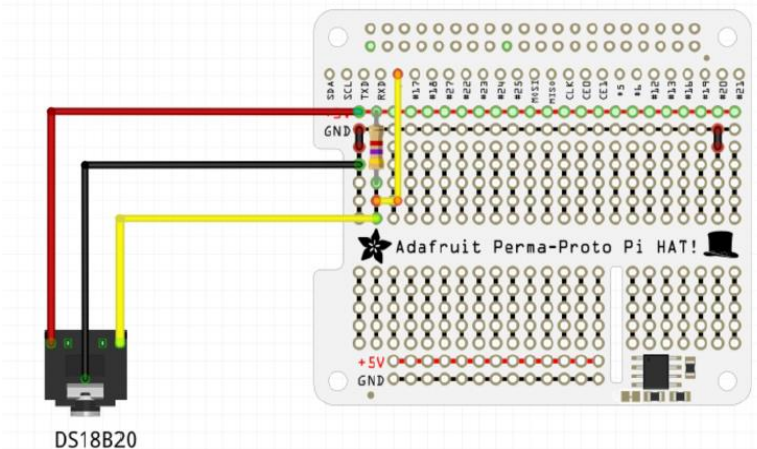 SDA SCL TXD RXD #17 #18 #27 #22 #23 #24 #25 MOSI MISO CLK CE0 CE1 #5 #6 #12 #13 #16 #19 #20 #21
GND
Adafruit Perma-Proto Pi HAT!
+5V
GND
DS18B20